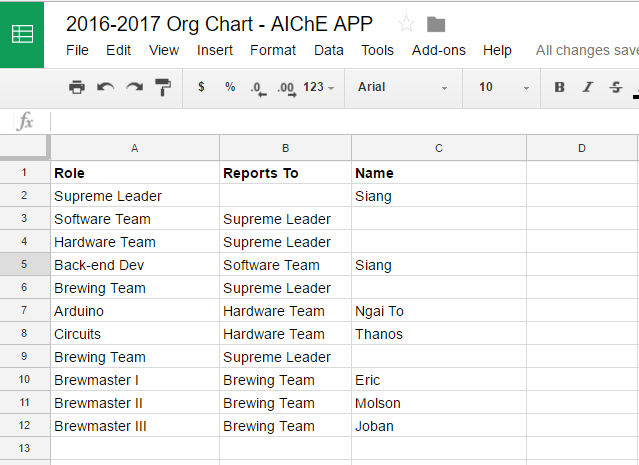 2016-2017 Org Chart - AIChE APP
File Edit View Insert Format Data Tools Add-ons Help All changes save
$ % .0 .00 123 Arial 10 B I S
fx
A B C D
1 Role Reports To Name
2 Supreme Leader Siang
3 Software Team Supreme Leader
4 Hardware Team Supreme Leader
5 Back-end Dev Software Team Siang
6 Brewing Team Supreme Leader
7 Arduino Hardware Team Ngai To
8 Circuits Hardware Team Thanos
9 Brewing Team Supreme Leader
10 Brewmaster I Brewing Team Eric
11 Brewmaster II Brewing Team Molson
12 Brewmaster III Brewing Team Joban
13